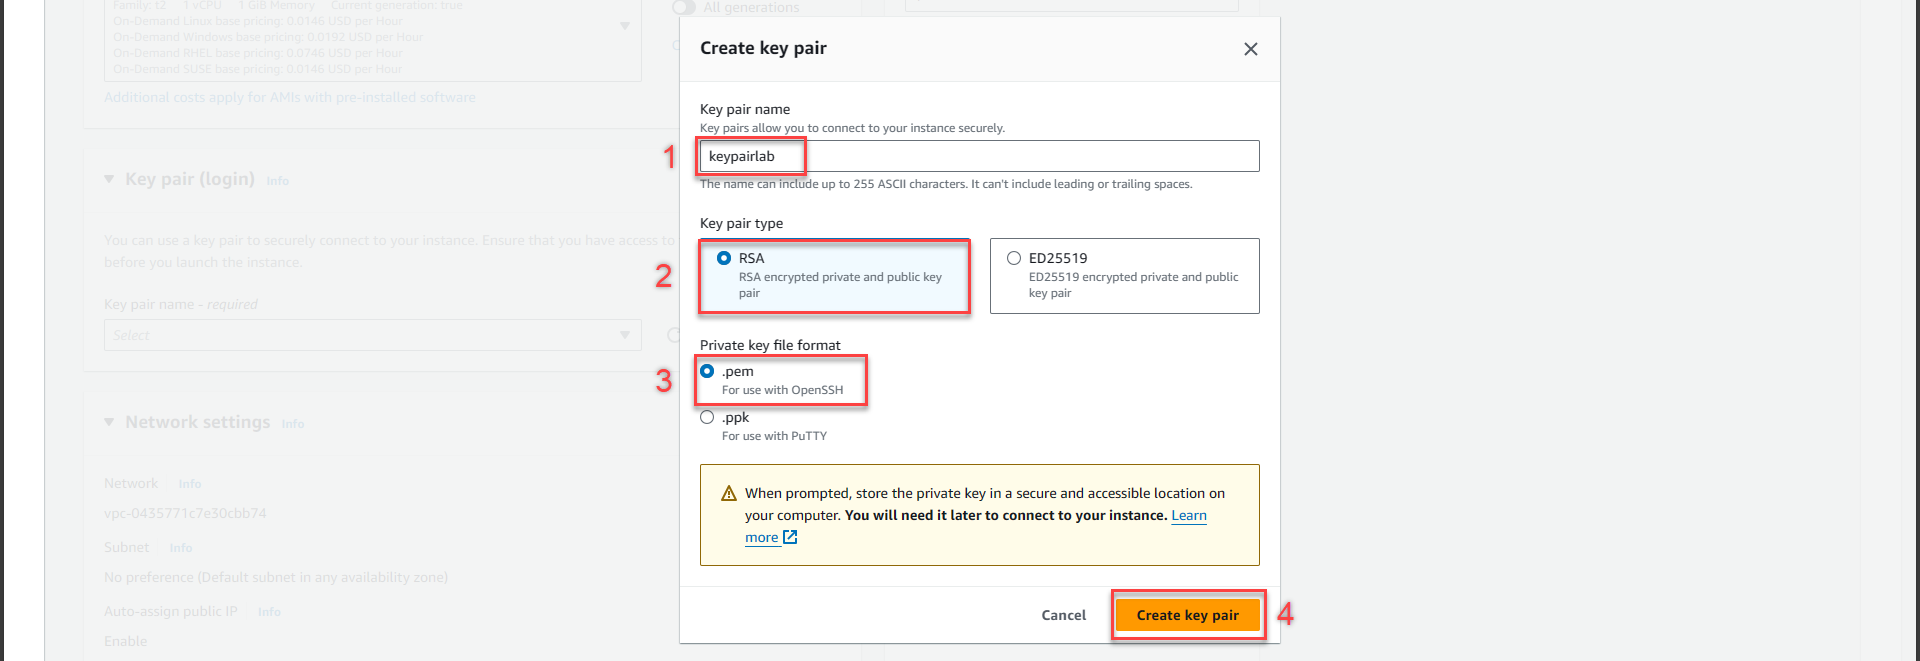 Family: t2 1 vCPU 1 GiB Memory Current generation: true
On-Demand Linux base pricing: 0.0146 USD per Hour
On-Demand Windows base pricing: 0.0192 USD per Hour
On-Demand RHEL base pricing: 0.0746 USD per Hour
On-Demand SUSE base pricing: 0.0146 USD per Hour
All generations
Additional costs apply for AMIs with pre-installed software
Key pair (login) Info
You can use a key pair to securely connect to your instance. Ensure that you have access to
before you launch the instance.
Key pair name - required
Select
Network settings Info
Network Info
vpc-0435771c7e30cbb74
Subnet Info
No preference (Default subnet in any availability zone)
Auto-assign public IP Info
Enable
Create key pair
Key pair name
Key pairs allow you to connect to your instance securely.
1
keypairlab
The name can include up to 255 ASCII characters. It can't include leading or trailing spaces.
Key pair type
2
RSA
RSA encrypted private and public key
pair
ED25519
ED25519 encrypted private and public
key pair
Private key file format
3
.pem
For use with OpenSSH
.ppk
For use with PuTTY
When prompted, store the private key in a secure and accessible location on
your computer. You will need it later to connect to your instance. Learn
more
Cancel
Create key pair
4